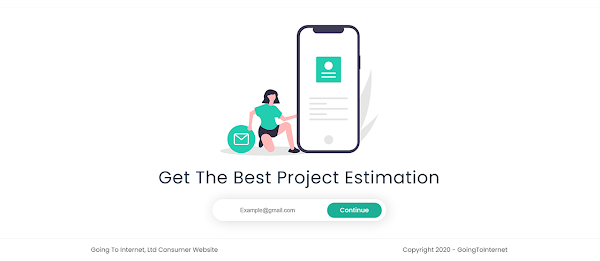 Get The Best Project Estimation
Example@gmail.com
Continue
Going To Internet, Ltd Consumer Website
Copyright 2020 - GoingToInternet